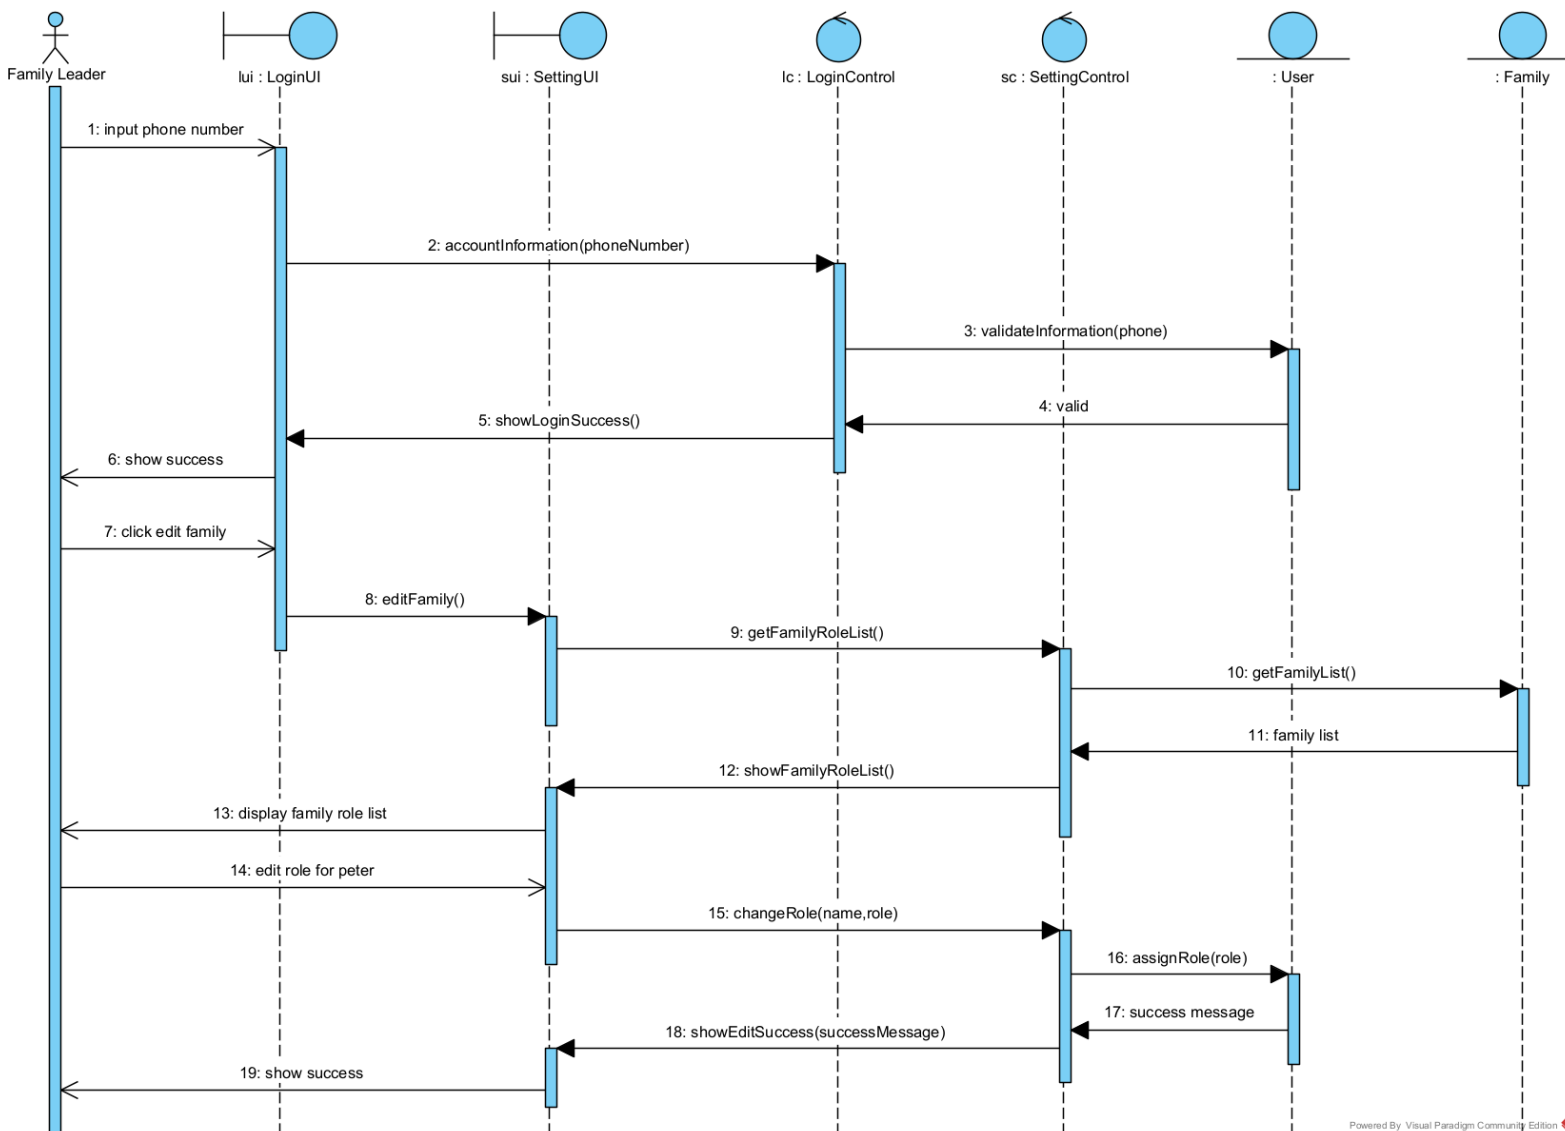 Family Leader
lui : LoginUI
sui : SettingUI
lc : LoginControl
sc : SettingControl
: User
: Family
1: input phone number
2: accountInformation(phoneNumber)
3: validateInformation(phone)
4: valid
5: showLoginSuccess()
6: show success
7: click edit family
8: editFamily()
9: getFamilyRoleList()
10: getFamilyList()
11: family list
12: showFamilyRoleList()
13: display family role list
14: edit role for peter
15: changeRole(name,role)
16: assignRole(role)
17: success message
18: showEditSuccess(successMessage)
19: show success
Powered By Visual Paradigm Community Edition